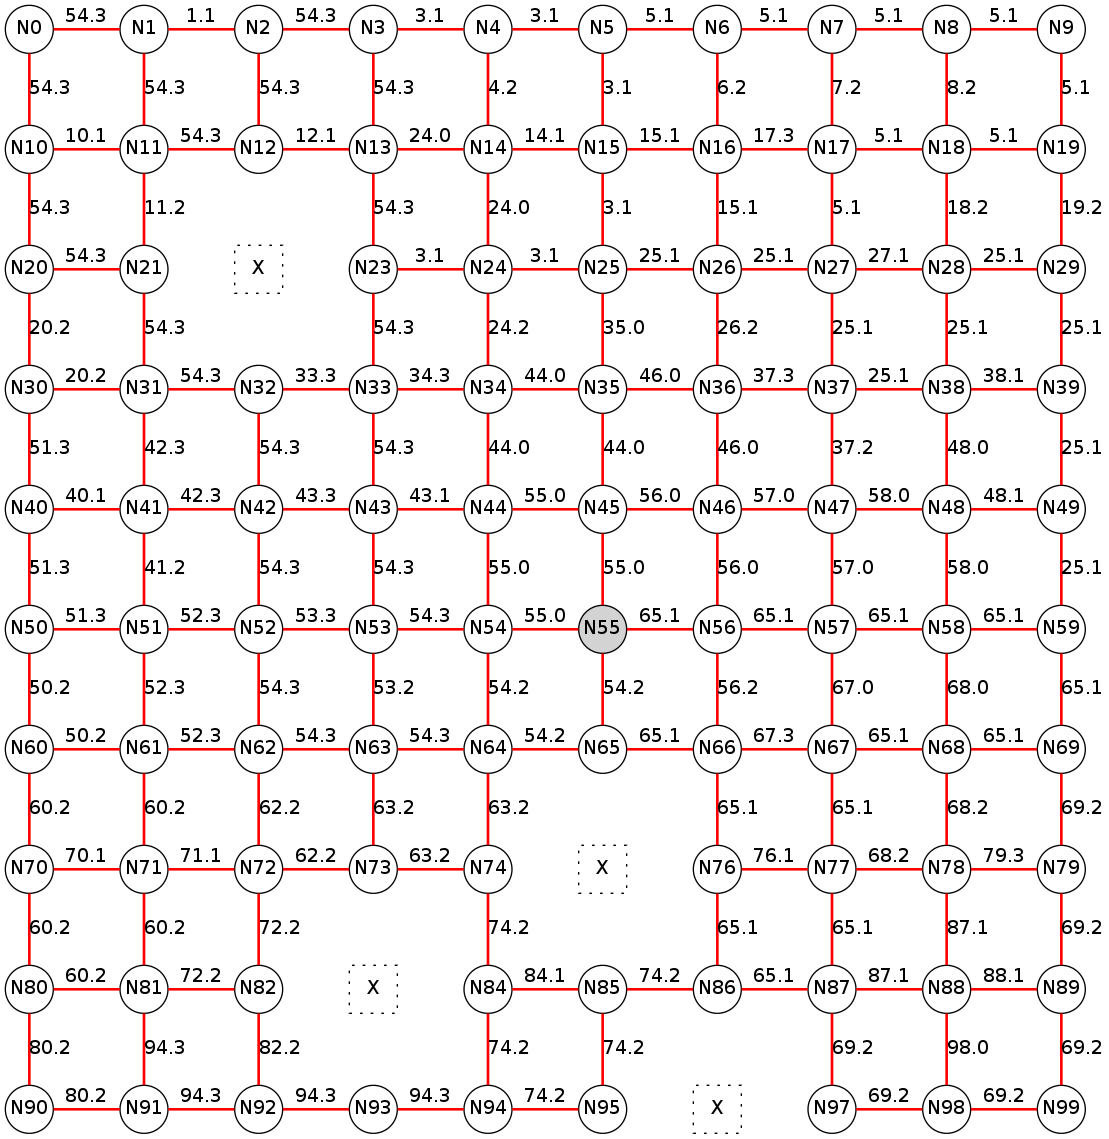 54.3 1.1 54.3 3.1 3.1 5.1 5.1 5.1 5.1
N0 N1 N2 N3 N4 N5 N6 N7 N8 N9
54.3 54.3 54.3 54.3 4.2 3.1 6.2 7.2 8.2 5.1
10.1 54.3 12.1 24.0 14.1 15.1 17.3 5.1 5.1
N10 N11 N12 N13 N14 N15 N16 N17 N18 N19
54.3 11.2 54.3 24.0 3.1 15.1 5.1 18.2 19.2
54.3 3.1 3.1 25.1 25.1 27.1 25.1
N20 N21 X N23 N24 N25 N26 N27 N28 N29
20.2 54.3 54.3 24.2 35.0 26.2 25.1 25.1 25.1
20.2 54.3 33.3 34.3 44.0 46.0 37.3 25.1 38.1
N30 N31 N32 N33 N34 N35 N36 N37 N38 N39
51.3 42.3 54.3 54.3 44.0 44.0 46.0 37.2 48.0 25.1
40.1 42.3 43.3 43.1 55.0 56.0 57.0 58.0 48.1
N40 N41 N42 N43 N44 N45 N46 N47 N48 N49
51.3 41.2 54.3 54.3 55.0 55.0 56.0 57.0 58.0 25.1
51.3 52.3 53.3 54.3 55.0 65.1 65.1 65.1 65.1
N50 N51 N52 N53 N54 N55 N56 N57 N58 N59
50.2 52.3 54.3 53.2 54.2 54.2 56.2 67.0 68.0 65.1
50.2 52.3 54.3 54.3 54.2 65.1 67.3 65.1 65.1
N60 N61 N62 N63 N64 N65 N66 N67 N68 N69
60.2 60.2 62.2 63.2 63.2 65.1 65.1 68.2 69.2
70.1 71.1 62.2 63.2 76.1 68.2 79.3
N70 N71 N72 N73 N74 X N76 N77 N78 N79
60.2 60.2 72.2 74.2 65.1 65.1 87.1 69.2
60.2 72.2 84.1 74.2 65.1 87.1 88.1
N80 N81 N82 X N84 N85 N86 N87 N88 N89
80.2 94.3 82.2 74.2 74.2 69.2 98.0 69.2
80.2 94.3 94.3 94.3 74.2 69.2 69.2
N90 N91 N92 N93 N94 N95 X N97 N98 N99